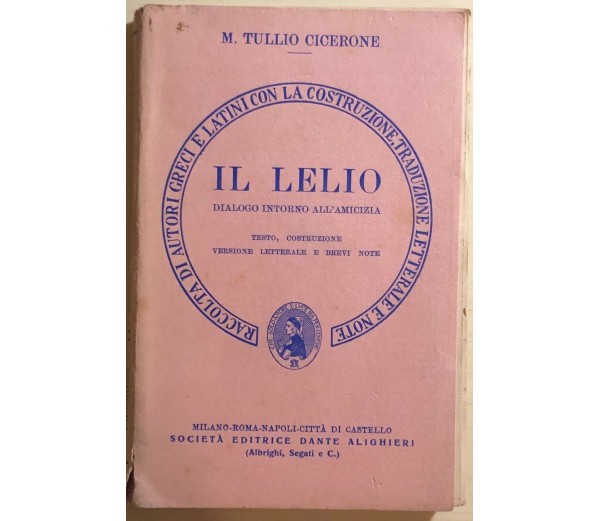 M. TULLIO CICERONE
RACCOLTA DI AUTORI GRECI E LATINI CON LA COSTRUZIONE, TRADUZIONE LETTERALE E NOTE
IL LELIO
DIALOGO INTORNO ALL'AMICIZIA
TESTO, COSTRUZIONE
VERSIONE LETTERALE E BREVI NOTE
MILANO-ROMA-NAPOLI-CITTÀ DI CASTELLO
SOCIETÀ EDITRICE DANTE ALIGHIERI
(Albrighi, Segati e C.)